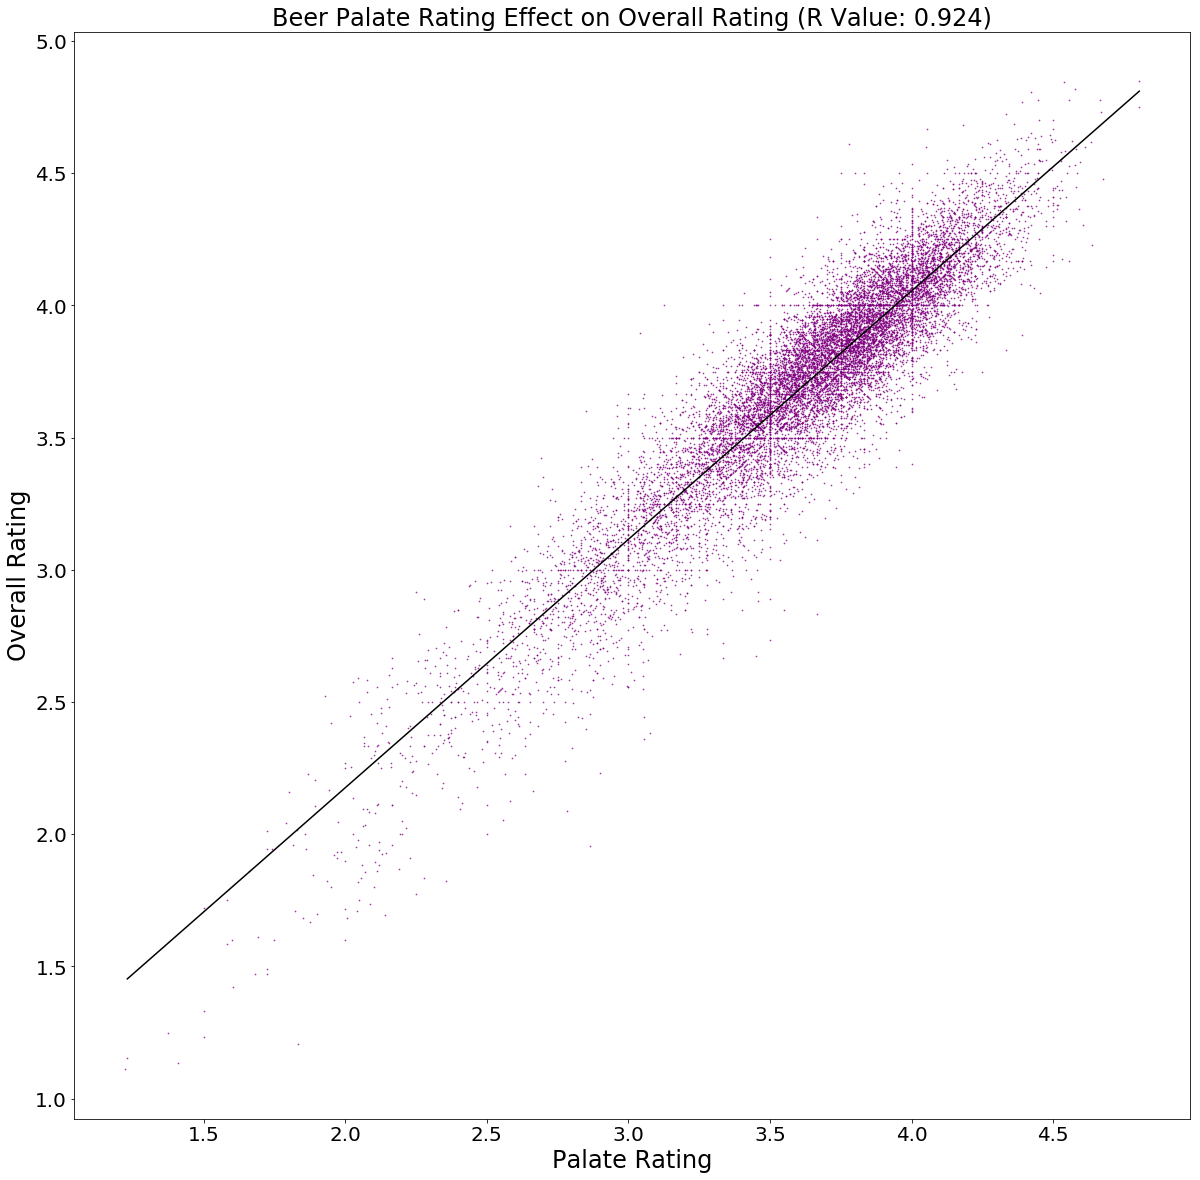 Beer Palate Rating Effect on Overall Rating (R Value: 0.924)
5.0
4.5
4.0
3.5
3.0
2.5
2.0
1.5
1.0
Overall Rating
1.5 2.0 2.5 3.0 3.5 4.0 4.5
Palate Rating